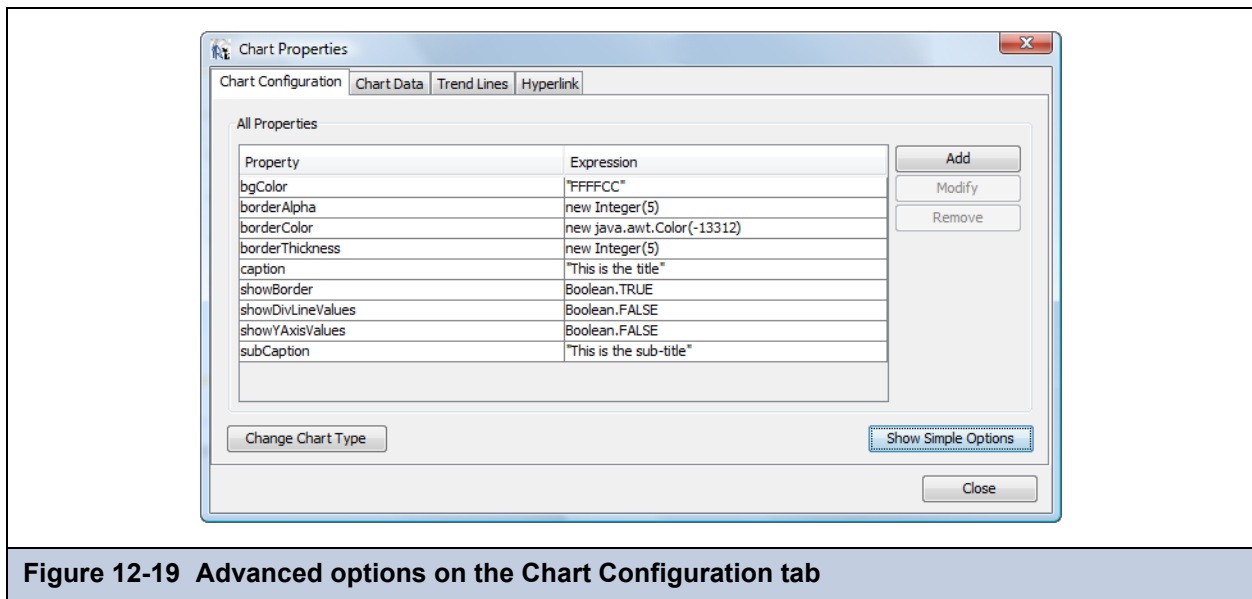 Chart Properties
Chart Configuration Chart Data Trend Lines Hyperlink
All Properties
Property Expression
bgColor "FFFFCC"
borderAlpha new Integer(5)
borderColor new java.awt.Color(-13312)
borderThickness new Integer(5)
caption "This is the title"
showBorder Boolean.TRUE
showDivLineValues Boolean.FALSE
showYAxisValues Boolean.FALSE
subCaption "This is the sub-title"
Add
Modify
Remove
Change Chart Type Show Simple Options
Close
Figure 12-19 Advanced options on the Chart Configuration tab